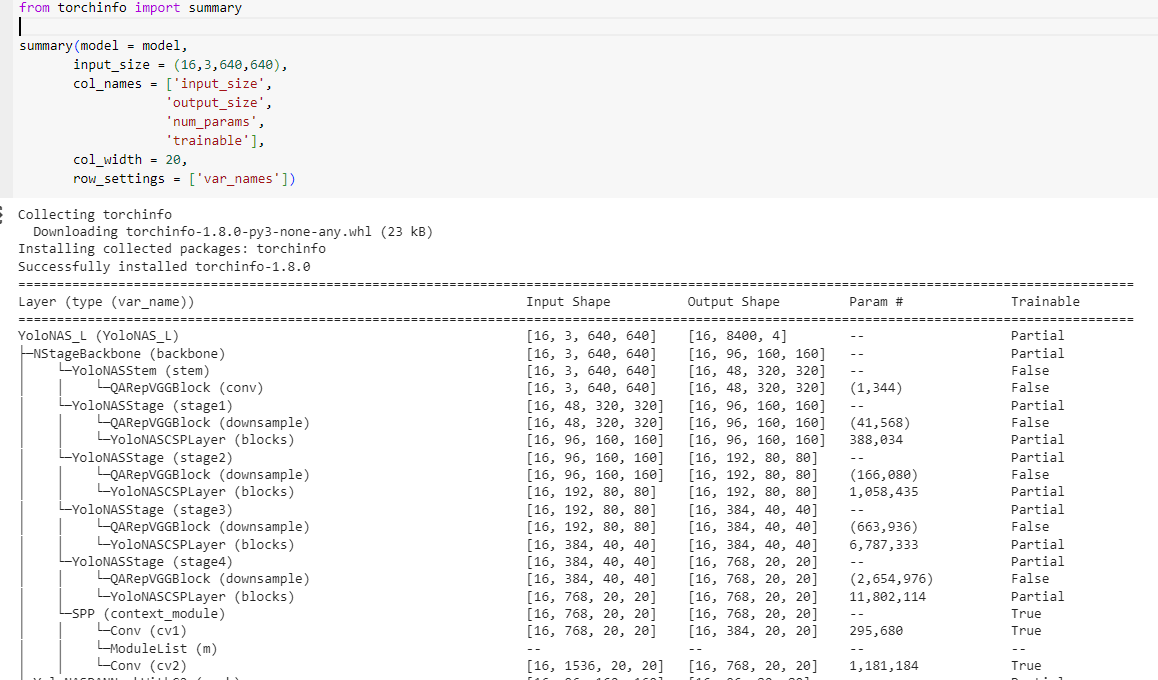 from torchinfo import summary
summary(model = model,
input_size = (16,3,640,640),
col_names = ['input_size',
'output_size',
'num_params',
'trainable'],
col_width = 20,
row_settings = ['var_names'])
Collecting torchinfo
Downloading torchinfo-1.8.0-py3-none-any.whl (23 kB)
Installing collected packages: torchinfo
Successfully installed torchinfo-1.8.0
============================================================================================================================================
Layer (type (var_name)) Input Shape Output Shape Param # Trainable
============================================================================================================================================
YoloNAS_L (YoloNAS_L) [16, 3, 640, 640] [16, 8400, 4] -- Partial
├─NStageBackbone (backbone) [16, 3, 640, 640] [16, 96, 160, 160] -- Partial
│ └─YoloNASStem (stem) [16, 3, 640, 640] [16, 48, 320, 320] -- False
│ │ └─QARepVGGBlock (conv) [16, 3, 640, 640] [16, 48, 320, 320] (1,344) False
│ └─YoloNASStage (stage1) [16, 48, 320, 320] [16, 96, 160, 160] -- Partial
│ │ └─QARepVGGBlock (downsample) [16, 48, 320, 320] [16, 96, 160, 160] (41,568) False
│ │ └─YoloNASCSPLayer (blocks) [16, 96, 160, 160] [16, 96, 160, 160] 388,034 Partial
│ └─YoloNASStage (stage2) [16, 96, 160, 160] [16, 192, 80, 80] -- Partial
│ │ └─QARepVGGBlock (downsample) [16, 96, 160, 160] [16, 192, 80, 80] (166,080) False
│ │ └─YoloNASCSPLayer (blocks) [16, 192, 80, 80] [16, 192, 80, 80] 1,058,435 Partial
│ └─YoloNASStage (stage3) [16, 192, 80, 80] [16, 384, 40, 40] -- Partial
│ │ └─QARepVGGBlock (downsample) [16, 192, 80, 80] [16, 384, 40, 40] (663,936) False
│ │ └─YoloNASCSPLayer (blocks) [16, 384, 40, 40] [16, 384, 40, 40] 6,787,333 Partial
│ └─YoloNASStage (stage4) [16, 384, 40, 40] [16, 768, 20, 20] -- Partial
│ │ └─QARepVGGBlock (downsample) [16, 384, 40, 40] [16, 768, 20, 20] (2,654,976) False
│ │ └─YoloNASCSPLayer (blocks) [16, 768, 20, 20] [16, 768, 20, 20] 11,802,114 Partial
│ └─SPP (context_module) [16, 768, 20, 20] [16, 768, 20, 20] -- True
│ │ └─Conv (cv1) [16, 768, 20, 20] [16, 384, 20, 20] 295,680 True
│ │ └─ModuleList (m) -- -- -- --
│ │ └─Conv (cv2) [16, 1536, 20, 20] [16, 768, 20, 20] 1,181,184 True